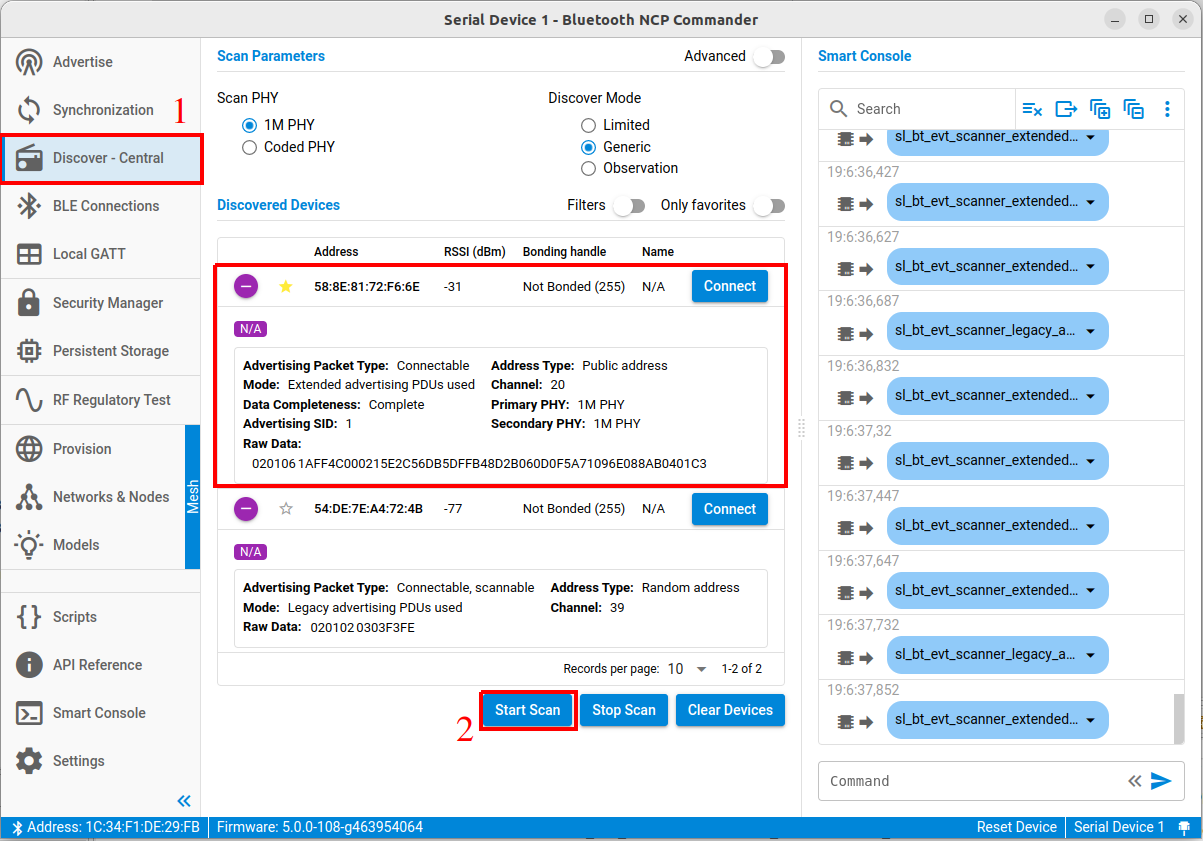 Serial Device 1 - Bluetooth NCP Commander
Advertise
Synchronization
1
Discover - Central
BLE Connections
Local GATT
Security Manager
Persistent Storage
RF Regulatory Test
Provision
Networks & Nodes
Models
Mesh
Scripts
API Reference
Smart Console
Settings
Scan Parameters
Advanced
Scan PHY
1M PHY
Coded PHY
Discover Mode
Limited
Generic
Observation
Discovered Devices
Filters
Only favorites
Address RSSI (dBm) Bonding handle Name
58:8E:81:72:F6:6E -31 Not Bonded (255) N/A Connect
N/A
Advertising Packet Type: Connectable Address Type: Public address
Mode: Extended advertising PDUs used Channel: 20
Data Completeness: Complete Primary PHY: 1M PHY
Advertising SID: 1 Secondary PHY: 1M PHY
Raw Data:
020106 1AFF4C000215E2C56DB5DFFB48D2B060D0F5A71096E088AB0401C3
54:DE:7E:A4:72:4B -77 Not Bonded (255) N/A Connect
N/A
Advertising Packet Type: Connectable, scannable Address Type: Random address
Mode: Legacy advertising PDUs used Channel: 39
Raw Data: 020102 0303F3FE
Records per page: 10 1-2 of 2
2
Start Scan Stop Scan Clear Devices
Smart Console
Search
sl_bt_evt_scanner_extended...
19:6:36,427
sl_bt_evt_scanner_extended...
19:6:36,627
sl_bt_evt_scanner_extended...
19:6:36,687
sl_bt_evt_scanner_legacy_a...
19:6:36,832
sl_bt_evt_scanner_extended...
19:6:37,32
sl_bt_evt_scanner_extended...
19:6:37,447
sl_bt_evt_scanner_extended...
19:6:37,647
sl_bt_evt_scanner_extended...
19:6:37,732
sl_bt_evt_scanner_legacy_a...
19:6:37,852
sl_bt_evt_scanner_extended...
Command
Address: 1C:34:F1:DE:29:FB Firmware: 5.0.0-108-g463954064 Reset Device Serial Device 1